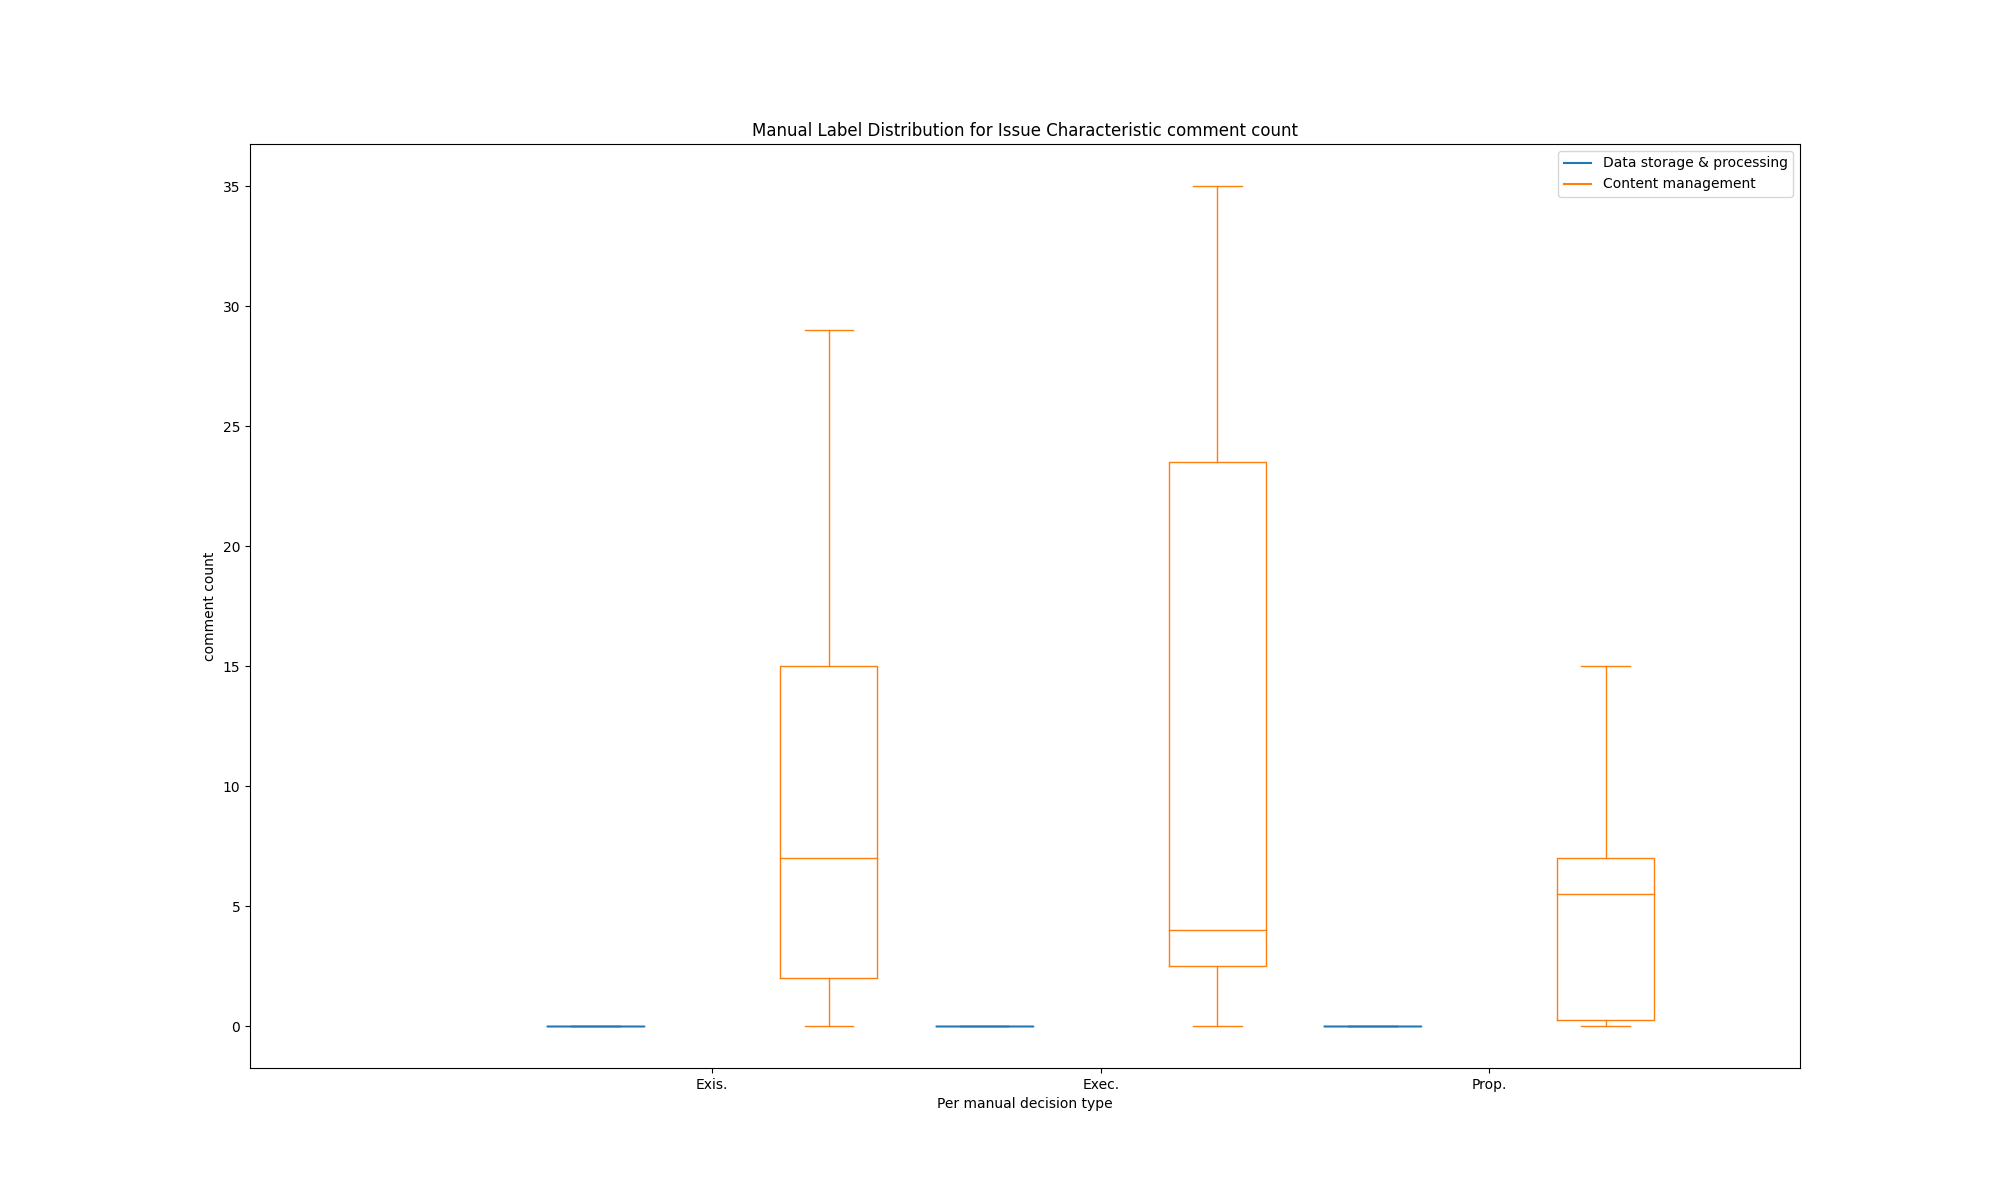 Manual Label Distribution for Issue Characteristic comment count
Data storage & processing
Content management
35
30
25
20
15
10
5
0
comment count
Exis.
Exec.
Prop.
Per manual decision type